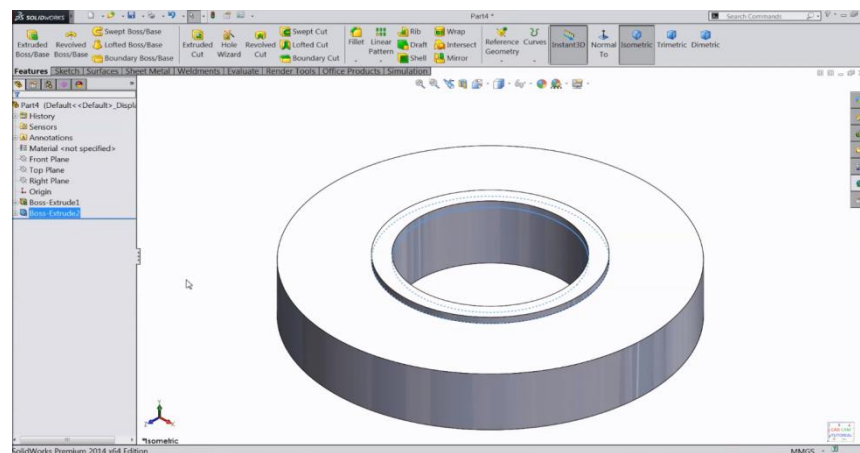 SOLIDWORKS
Part4 *
Search Commands
Extruded Boss/Base
Revolved Boss/Base
Swept Boss/Base
Lofted Boss/Base
Boundary Boss/Base
Extruded Cut
Hole Wizard
Revolved Cut
Swept Cut
Lofted Cut
Boundary Cut
Fillet
Linear Pattern
Rib
Draft
Shell
Wrap
Intersect
Mirror
Reference Geometry
Curves
Instant3D
Normal To
Isometric
Trimetric
Dimetric
Features Sketch Surfaces Sheet Metal Weldments Evaluate Render Tools Office Products Simulation
Part4 (Default<<Default>_Displ
History
Sensors
Annotations
Material <not specified>
Front Plane
Top Plane
Right Plane
Origin
Boss-Extrude1
Boss-Extrude2
*Isometric
SolidWorks Premium 2014 x64 Edition
MMGS